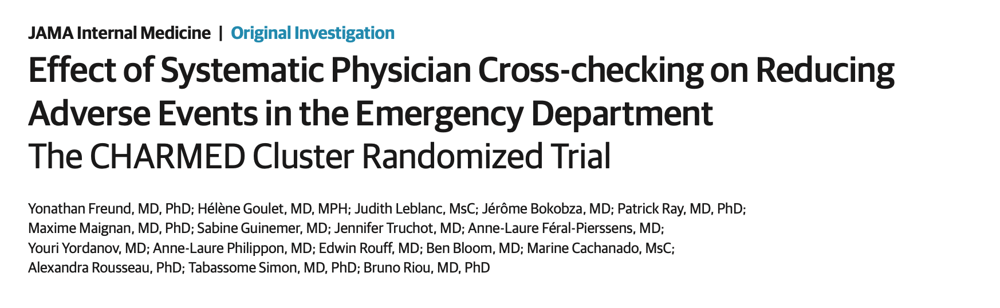 JAMA Internal Medicine | Original Investigation
Effect of Systematic Physician Cross-checking on Reducing
Adverse Events in the Emergency Department
The CHARMED Cluster Randomized Trial
Yonathan Freund, MD, PhD; Hélène Goulet, MD, MPH; Judith Leblanc, MsC; Jérôme Bokobza, MD; Patrick Ray, MD, PhD;
Maxime Maignan, MD, PhD; Sabine Guinemer, MD; Jennifer Truchot, MD; Anne-Laure Féral-Pierssens, MD;
Youri Yordanov, MD; Anne-Laure Philippon, MD; Edwin Rouff, MD; Ben Bloom, MD; Marine Cachanado, MsC;
Alexandra Rousseau, PhD; Tabassome Simon, MD, PhD; Bruno Riou, MD, PhD